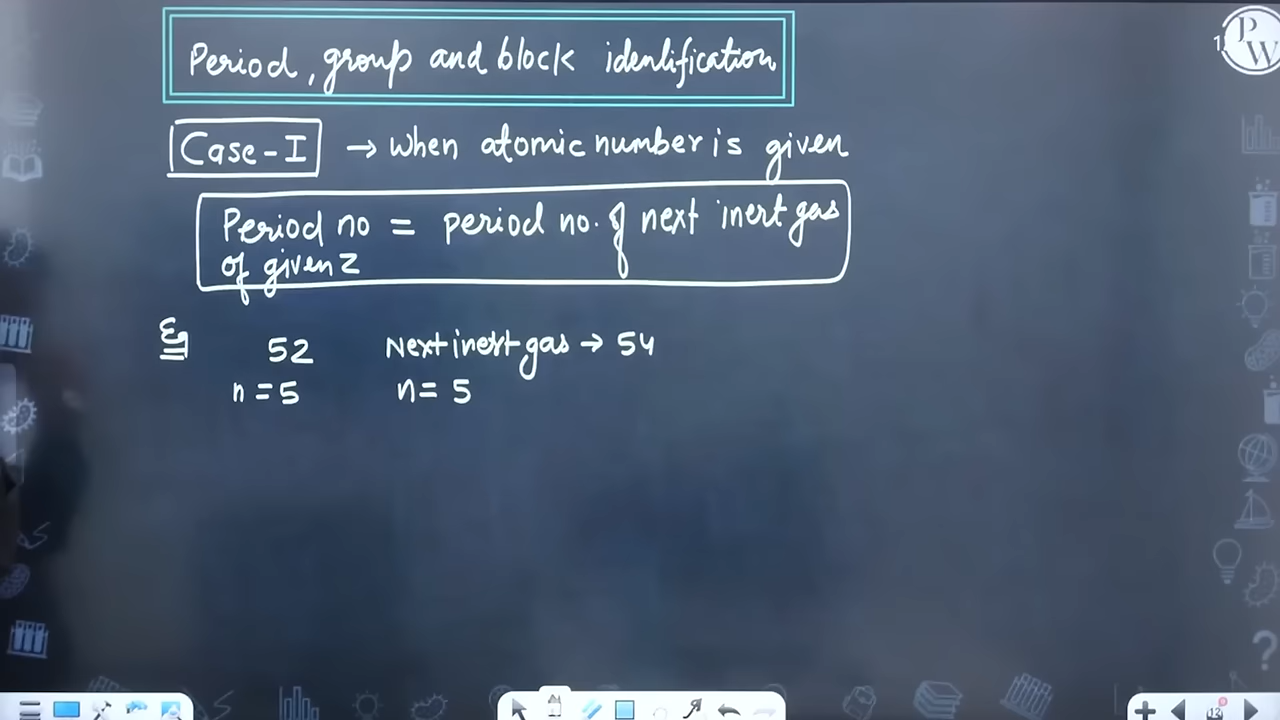 Period, group and block identification
Case-I → When atomic number is given
Period no = period no. of next inert gas
of given Z
Eg 52 Next inert gas → 54
n = 5 n = 5
PW